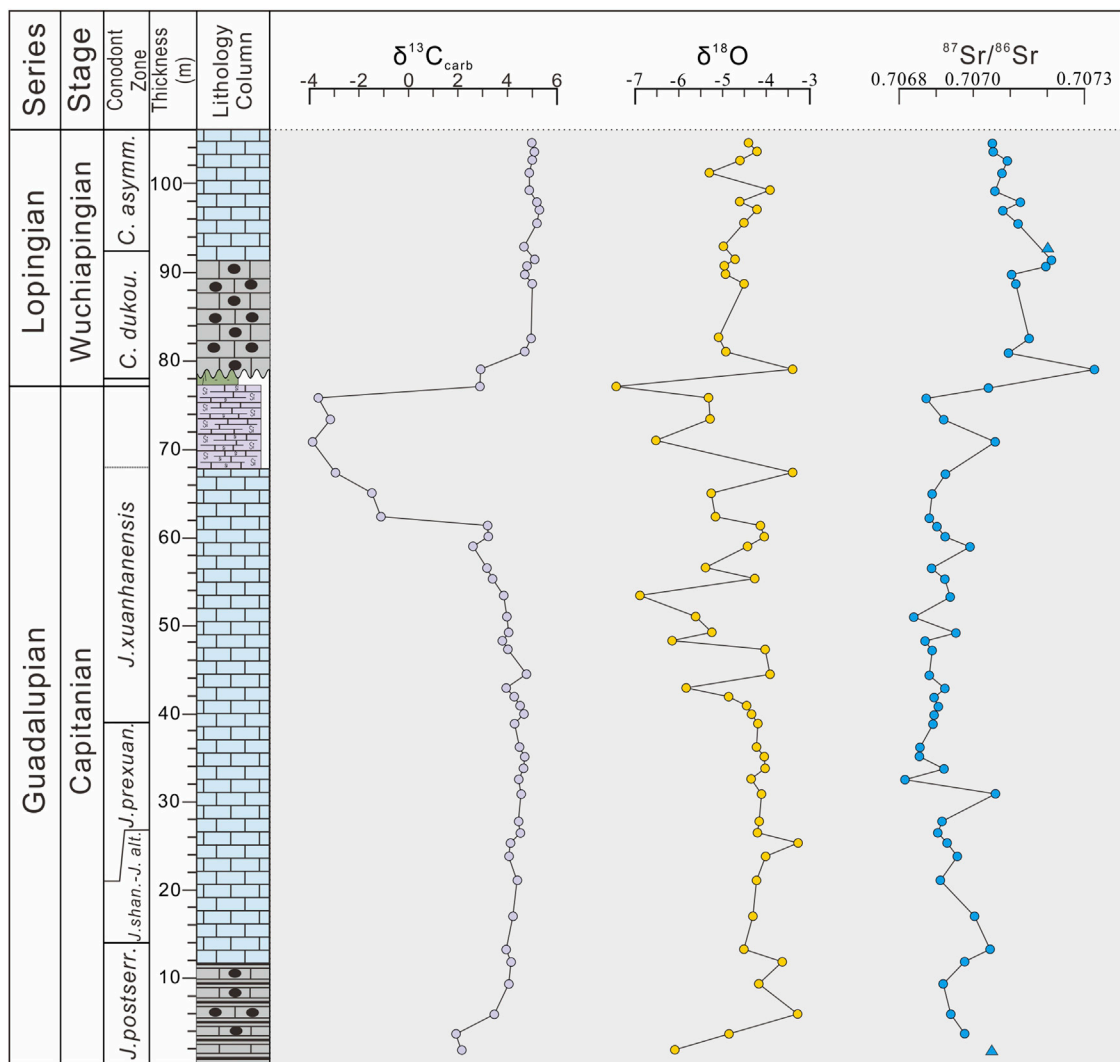 Series
Stage
Conodont
Zone
Thickness
(m)
Lithology
Column
δ¹³Ccarb
-4 0 2 4 6
δ¹⁸O
-7 -6 -5 -4 -3
⁸⁷Sr/⁸⁶Sr
0.7068 0.7070 0.7073
Lopingian
Guadalupian
Wuchiapingian
Capitanian
C. asymm.
C. dukou.
J.xuanhanensis
J.prexuan.
J.shan.-J. alt.
J.postserr.
100
90
80
70
60
50
40
30
20
10
S S S S S S S S